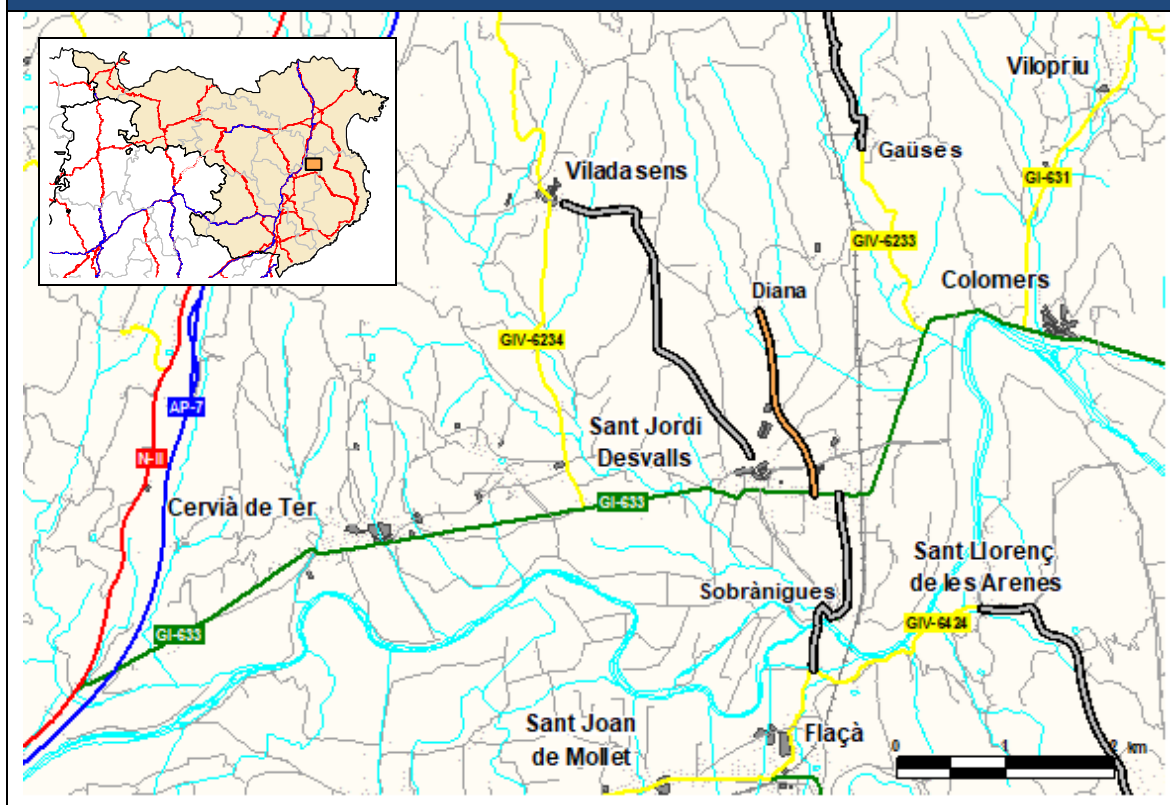 Vilopriu
Gaüses
Viladasens
GI-631
GIV-6233
Colomers
Diana
GIV-6234
AP-7
Sant Jordi
Desvalls
N-II
GI-633
Cervià de Ter
Sant Llorenç
de les Arenes
Sobrànigues
GIV-6424
GI-633
Sant Joan
de Mollet
Flaçà
0 1 2 km